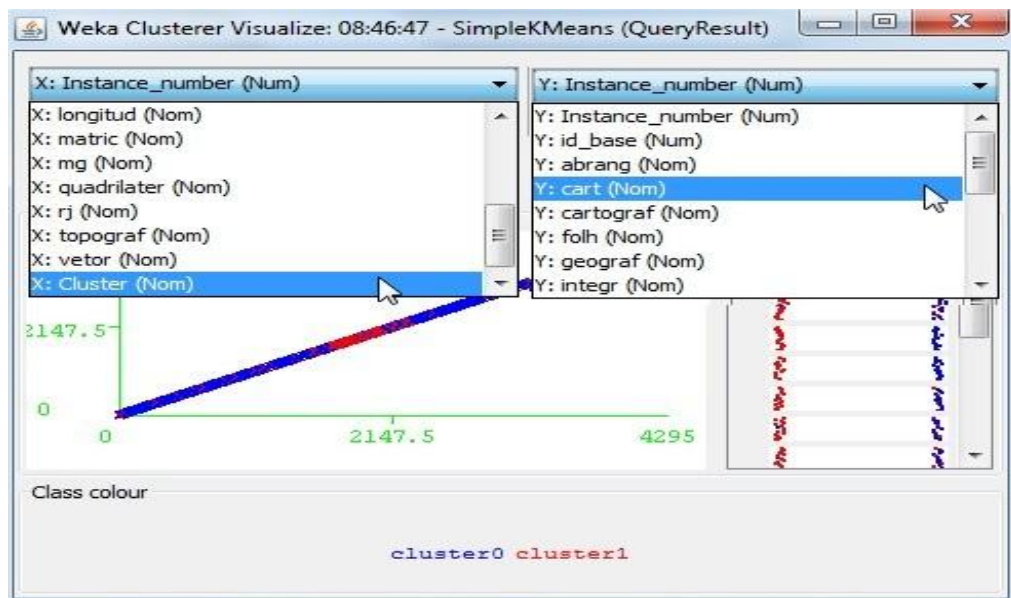 Weka Clusterer Visualize: 08:46:47 - SimpleKMeans (QueryResult)
X: Instance_number (Num)
X: longitud (Nom)
X: matric (Nom)
X: mg (Nom)
X: quadrilater (Nom)
X: rj (Nom)
X: topograf (Nom)
X: vetor (Nom)
X: Cluster (Nom)
Y: Instance_number (Num)
Y: Instance_number (Num)
Y: id_base (Num)
Y: abrang (Nom)
Y: cart (Nom)
Y: cartograf (Nom)
Y: folh (Nom)
Y: geograf (Nom)
Y: integr (Nom)
2147.5
0
0 2147.5 4295
Class colour
cluster0 cluster1